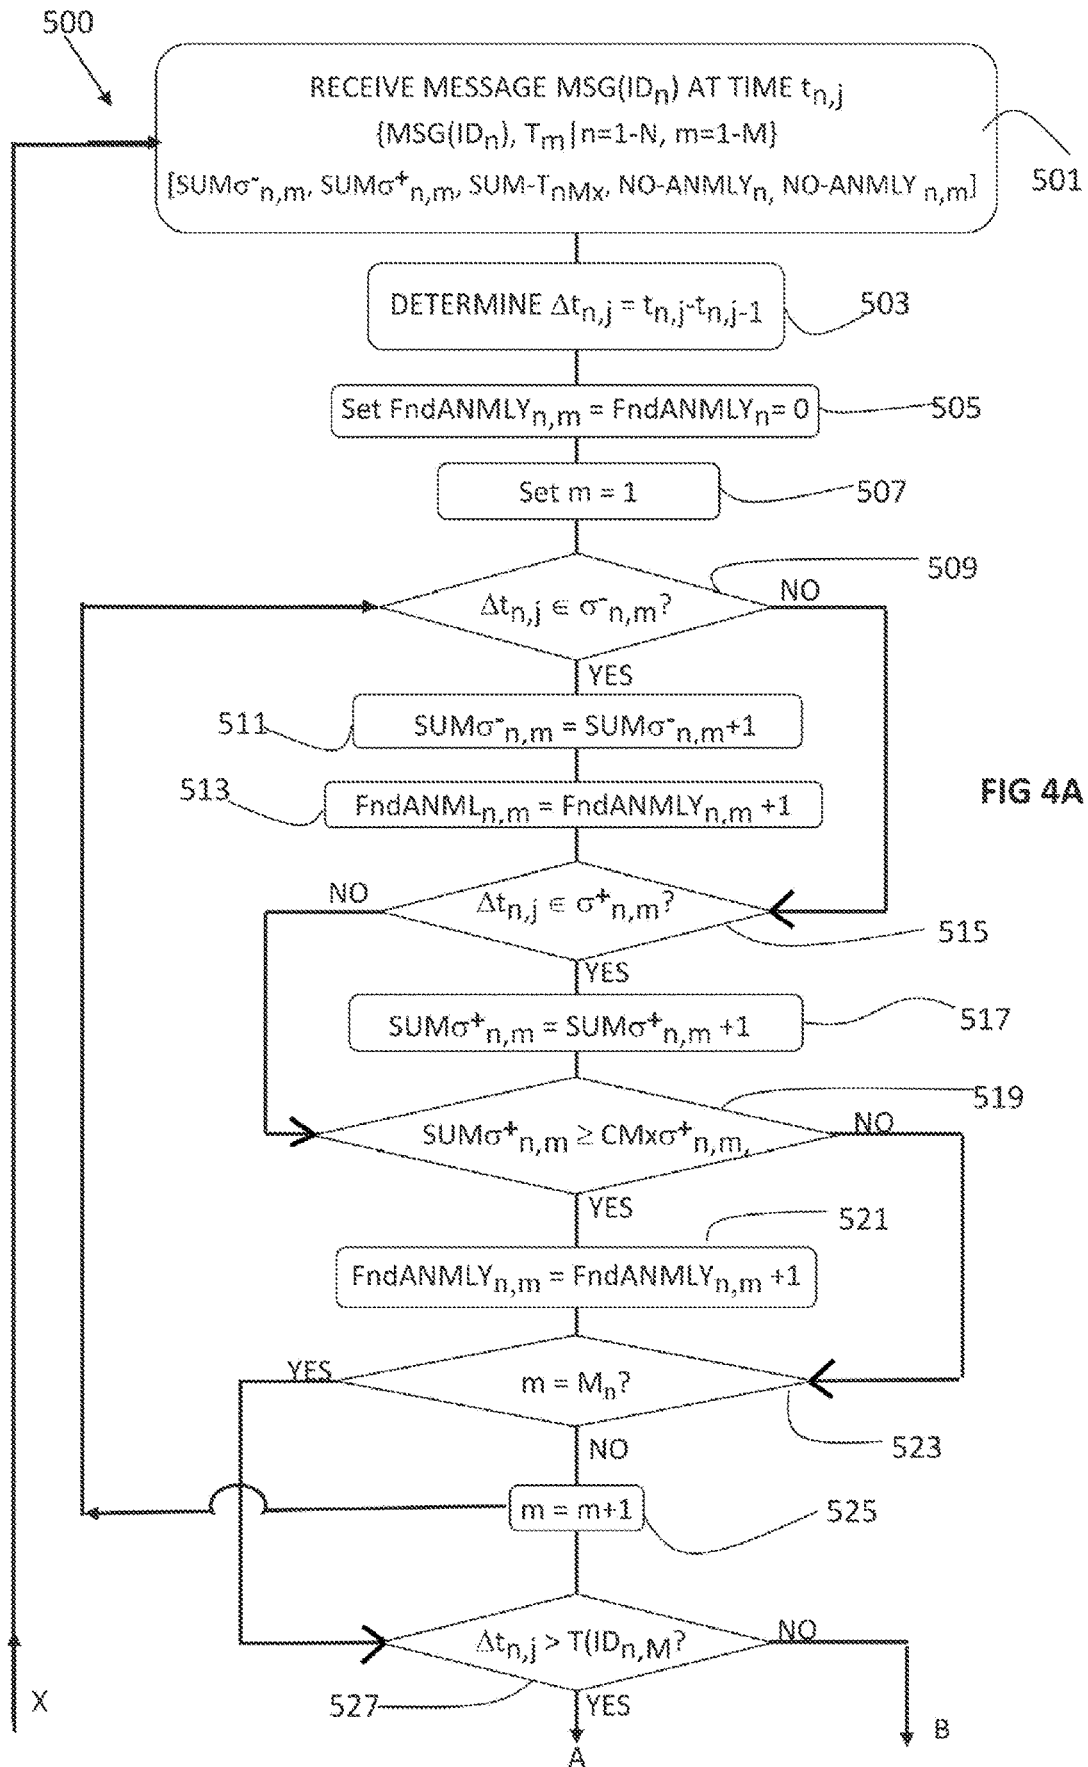 500
RECEIVE MESSAGE MSG(IDn) AT TIME tn,j
{MSG(IDn), Tm|n=1-N, m=1-M}
[SUMσ-n,m, SUMσ+n,m, SUM-TnMx, NO-ANMLYn, NO-ANMLY n,m]
501
DETERMINE Δtn,j = tn,j-tn,j-1
503
Set FndANMLYn,m = FndANMLYn= 0
505
Set m = 1
507
509
Δtn,j ∈ σ-n,m?
NO
YES
511
SUMσ-n,m = SUMσ-n,m+1
513
FndANMLn,m = FndANMLYn,m +1
FIG 4A
NO
Δtn,j ∈ σ+n,m?
515
YES
SUMσ+n,m = SUMσ+n,m +1
517
519
SUMσ+n,m ≥ CMxσ+n,m,
NO
YES
521
FndANMLYn,m = FndANMLYn,m +1
YES
m = Mn?
523
NO
m = m+1
525
Δtn,j > T(IDn,M?
NO
527
YES
X
A
B